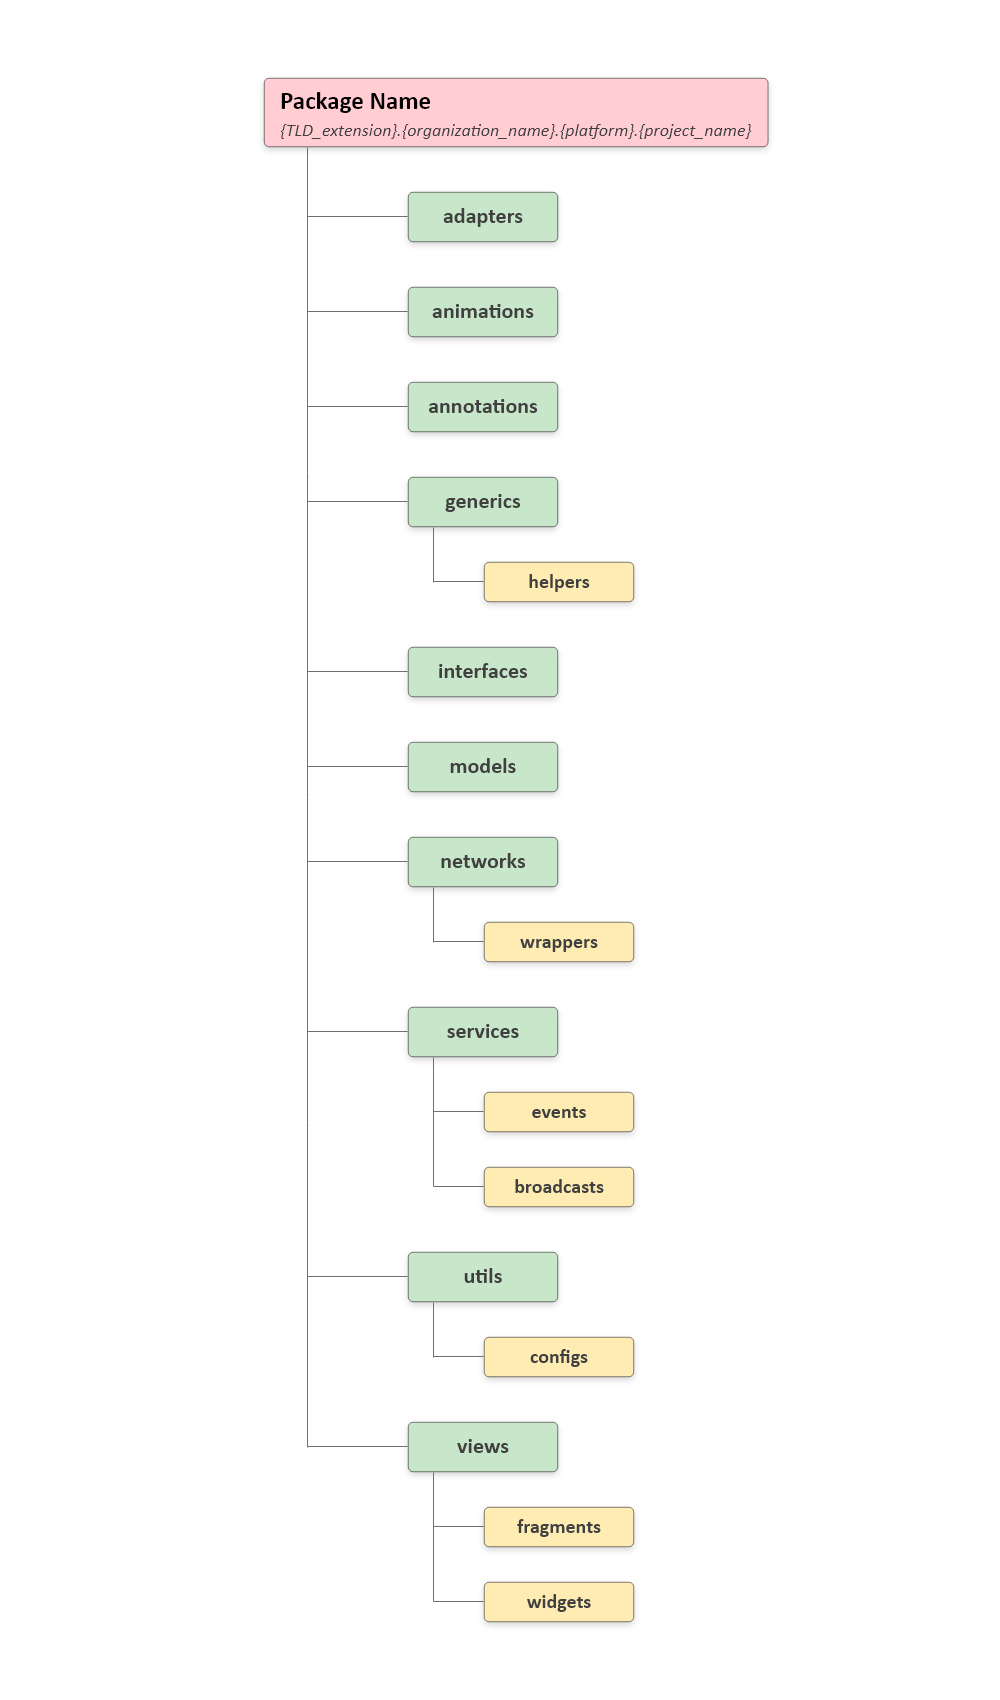 Package Name
{TLD_extension}.{organization_name}.{platform}.{project_name}
adapters
animations
annotations
generics
helpers
interfaces
models
networks
wrappers
services
events
broadcasts
utils
configs
views
fragments
widgets